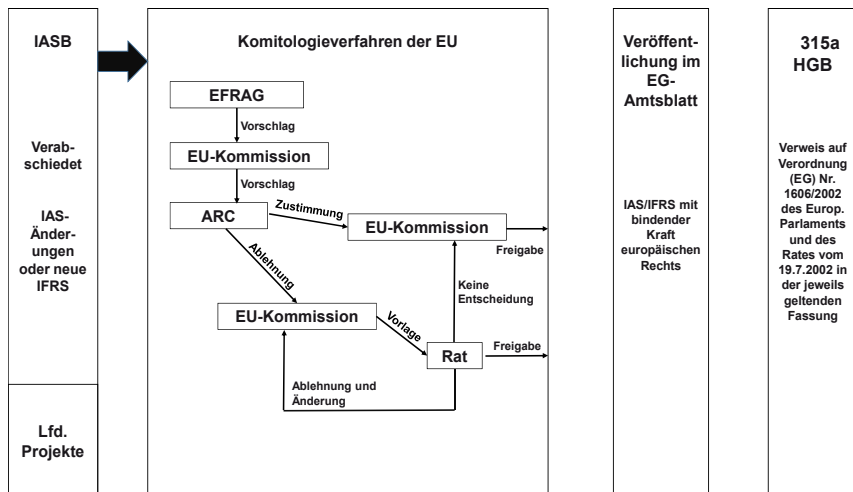 IASB
Verab-
schiedet
IAS-
Änder-
ungen
oder neue
IFRS
Lfd.
Projekte
Komitologieverfahren der EU
EFRAG
Vorschlag
EU-Kommission
Vorschlag
ARC
Zustimmung
EU-Kommission
Freigabe
Ablehnung
Keine
Entscheidung
EU-Kommission
Vorlage
Rat
Freigabe
Ablehnung und
Änderung
Veröffent-
lichung im
EG-
Amtsblatt
IAS/IFRS mit
bindender
Kraft
europäischen
Rechts
315a
HGB
Verweis auf
Verordnung
(EG) Nr.
1606/2002
des Europ.
Parlaments
und des
Rates vom
19.7.2002 in
der jeweils
geltenden
Fassung